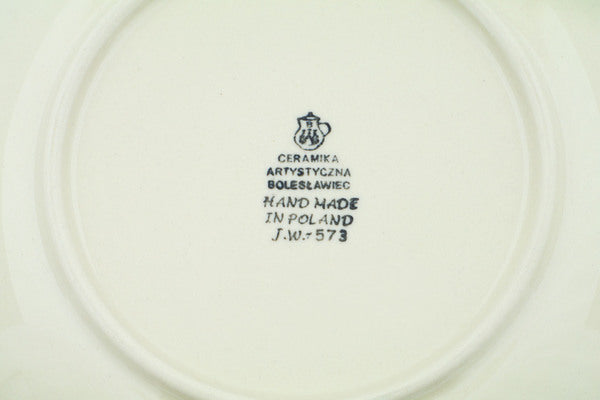 CERAMIKA
ARTYSTYCZNA
BOLESŁAWIEC
HAND MADE
IN POLAND
J.W.-573